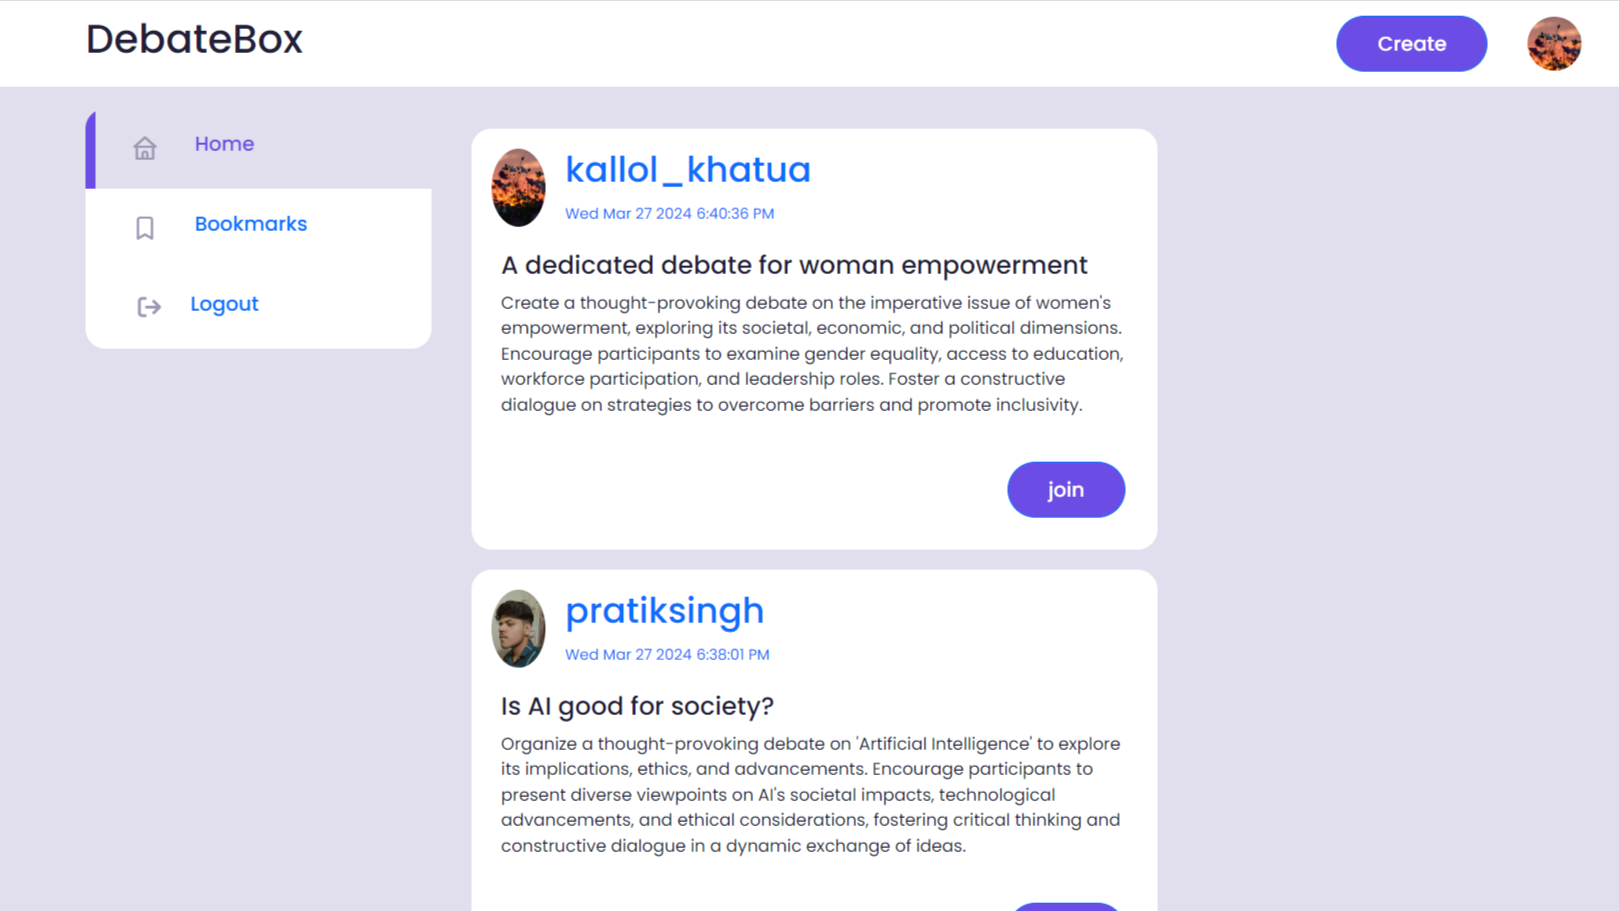 DebateBox
Create
Home
Bookmarks
Logout
kallol_khatua
Wed Mar 27 2024 6:40:36 PM
A dedicated debate for woman empowerment
Create a thought-provoking debate on the imperative issue of women's
empowerment, exploring its societal, economic, and political dimensions.
Encourage participants to examine gender equality, access to education,
workforce participation, and leadership roles. Foster a constructive
dialogue on strategies to overcome barriers and promote inclusivity.
join
pratiksingh
Wed Mar 27 2024 6:38:01 PM
Is AI good for society?
Organize a thought-provoking debate on 'Artificial Intelligence' to explore
its implications, ethics, and advancements. Encourage participants to
present diverse viewpoints on AI's societal impacts, technological
advancements, and ethical considerations, fostering critical thinking and
constructive dialogue in a dynamic exchange of ideas.